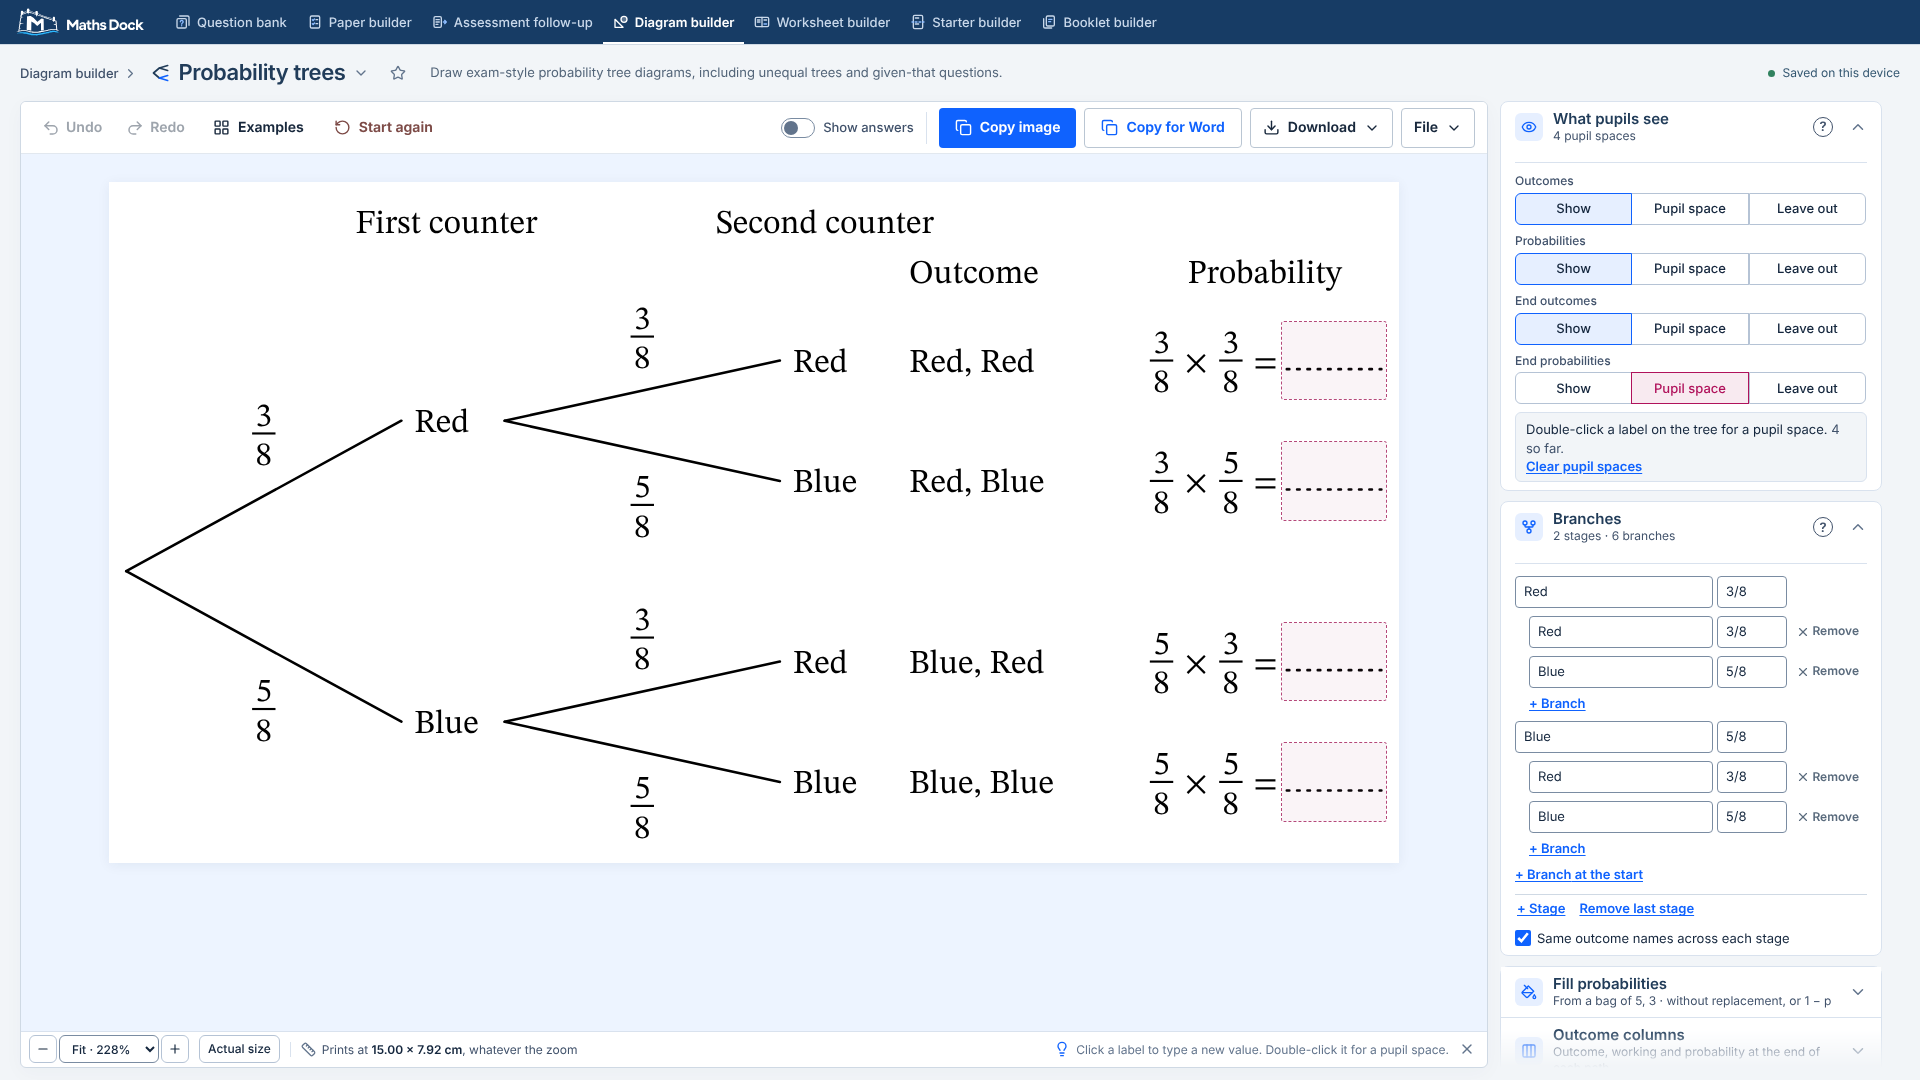 Maths Dock
Question bank
Paper builder
Assessment follow-up
Diagram builder
Worksheet builder
Starter builder
Booklet builder
Diagram builder
Probability trees
Draw exam-style probability tree diagrams, including unequal trees and given-that questions.
Saved on this device
Undo
Redo
Examples
Start again
Show answers
Copy image
Copy for Word
Download
File
First counter
Second counter
Outcome
Probability
3/8
Red
3/8
Red
Red, Red
3/8 × 3/8 = ..........
5/8
Blue
Red, Blue
3/8 × 5/8 = ..........
5/8
Blue
3/8
Red
Blue, Red
5/8 × 3/8 = ..........
5/8
Blue
Blue, Blue
5/8 × 5/8 = ..........
− Fit · 228% +
Actual size
Prints at 15.00 × 7.92 cm, whatever the zoom
Click a label to type a new value. Double-click it for a pupil space.
What pupils see
4 pupil spaces
?
Outcomes
Show Pupil space Leave out
Probabilities
Show Pupil space Leave out
End outcomes
Show Pupil space Leave out
End probabilities
Show Pupil space Leave out
Double-click a label on the tree for a pupil space. 4
so far.
Clear pupil spaces
Branches
2 stages · 6 branches
?
Red 3/8
Red 3/8 × Remove
Blue 5/8 × Remove
+ Branch
Blue 5/8
Red 3/8 × Remove
Blue 5/8 × Remove
+ Branch
+ Branch at the start
+ Stage Remove last stage
Same outcome names across each stage
Fill probabilities
From a bag of 5, 3 · without replacement, or 1 − p
Outcome columns
Outcome, working and probability at the end of